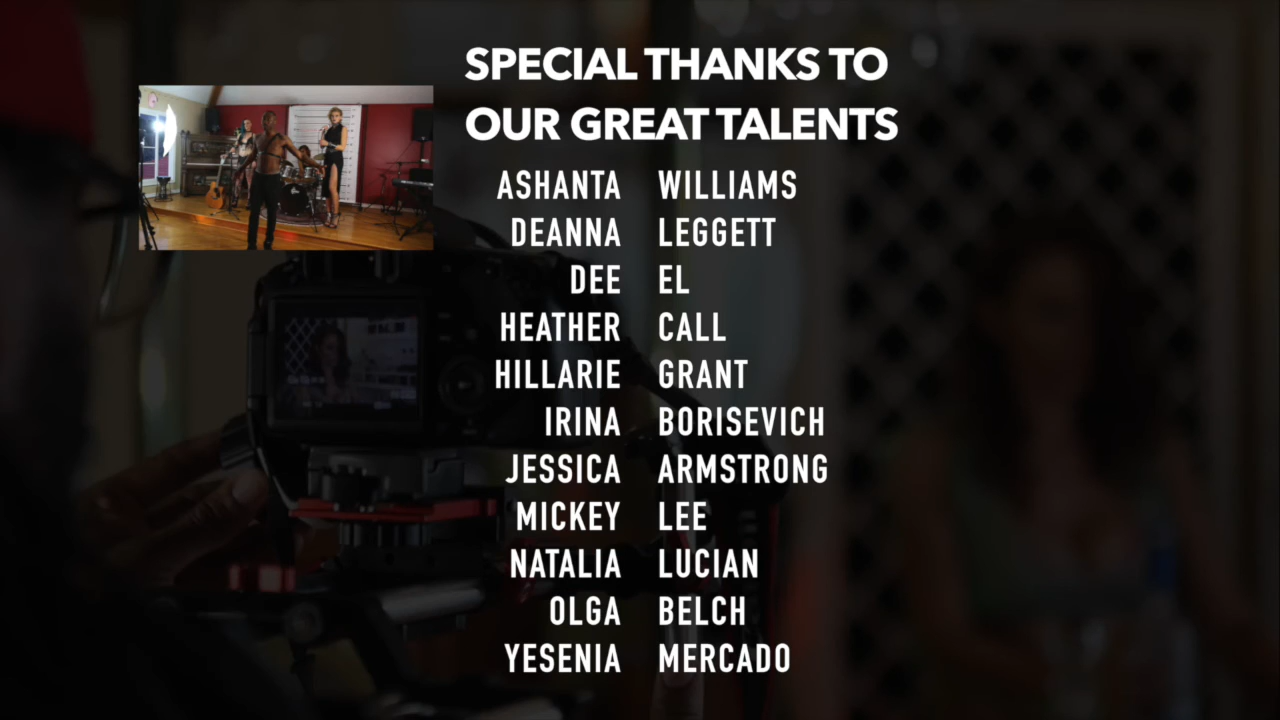 SPECIAL THANKS TO
OUR GREAT TALENTS
ASHANTA WILLIAMS
DEANNA LEGGETT
DEE EL
HEATHER CALL
HILLARIE GRANT
IRINA BORISEVICH
JESSICA ARMSTRONG
MICKEY LEE
NATALIA LUCIAN
OLGA BELCH
YESENIA MERCADO